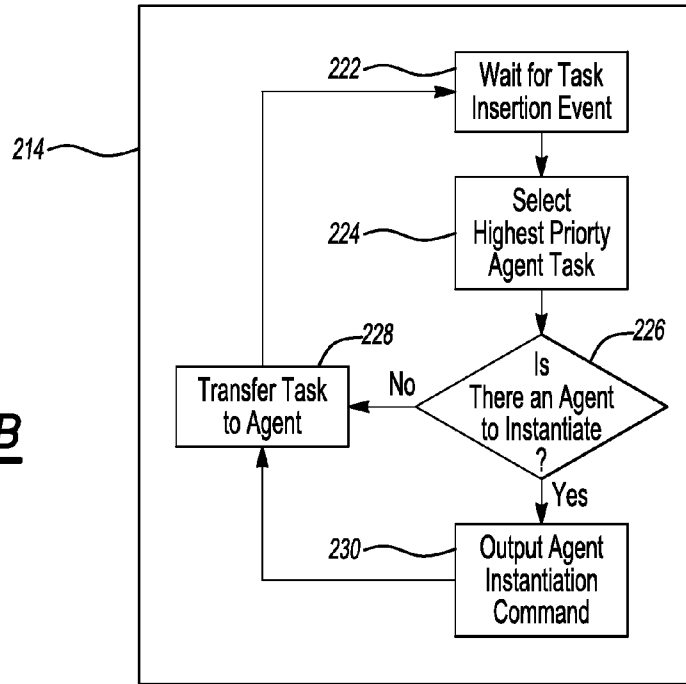 222
Wait for Task
Insertion Event
214
224
Select
Highest Priorty
Agent Task
226
228
Is
There an Agent
to Instantiate
?
No
Transfer Task
to Agent
B
Yes
230
Output Agent
Instantiation
Command